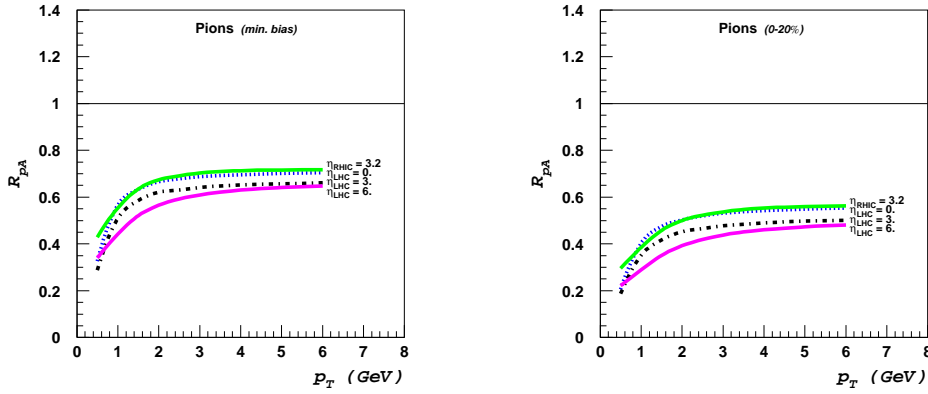 Pions (min. bias)
R_pA
1.4
1.2
1
0.8
0.6
0.4
0.2
0
η_RHIC = 3.2
η_LHC = 0.
η_LHC = 3.
η_LHC = 6.
0 1 2 3 4 5 6 7 8
p_T (GeV)
Pions (0-20%)
R_pA
1.4
1.2
1
0.8
0.6
0.4
0.2
0
η_RHIC = 3.2
η_LHC = 0.
η_LHC = 3.
η_LHC = 6.
0 1 2 3 4 5 6 7 8
p_T (GeV)